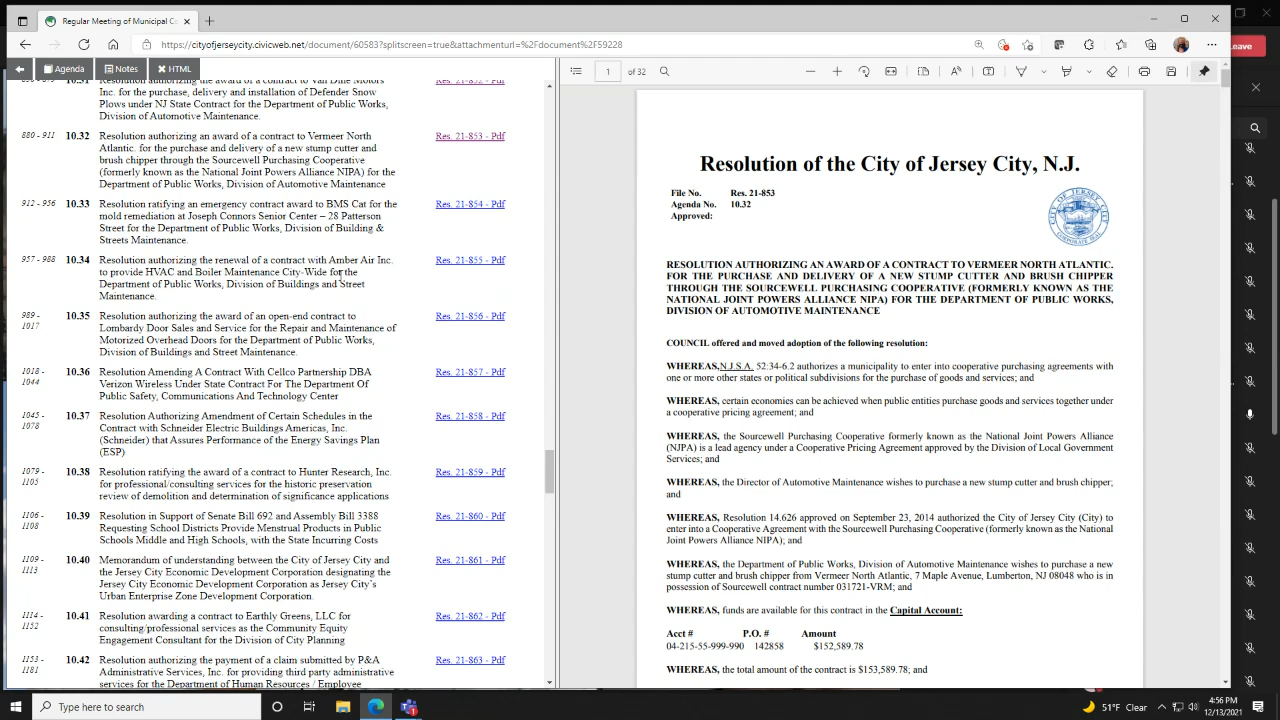 Regular Meeting of Municipal Co
https://cityofjerseycity.civicweb.net/document/60583?splitscreen=true&attachmenturl=%2Fdocument%2F59228
Leave
Agenda
Notes
HTML
1 of 32
10.31 Resolution authorizing the award of a contract to Van Dine Motors Res. 21-852 - Pdf
Inc. for the purchase, delivery and installation of Defender Snow
Plows under NJ State Contract for the Department of Public Works,
Division of Automotive Maintenance.
880 - 911 10.32 Resolution authorizing an award of a contract to Vermeer North Res. 21-853 - Pdf
Atlantic. for the purchase and delivery of a new stump cutter and
brush chipper through the Sourcewell Purchasing Cooperative
(formerly known as the National Joint Powers Alliance NIPA) for the
Department of Public Works, Division of Automotive Maintenance
912 - 956 10.33 Resolution ratifying an emergency contract award to BMS Cat for the Res. 21-854 - Pdf
mold remediation at Joseph Connors Senior Center – 28 Patterson
Street for the Department of Public Works, Division of Building &
Streets Maintenance.
957 - 988 10.34 Resolution authorizing the renewal of a contract with Amber Air Inc. Res. 21-855 - Pdf
to provide HVAC and Boiler Maintenance City-Wide for the
Department of Public Works, Division of Buildings and Street
Maintenance.
989 - 10.35 Resolution authorizing the award of an open-end contract to Res. 21-856 - Pdf
1017 Lombardy Door Sales and Service for the Repair and Maintenance of
Motorized Overhead Doors for the Department of Public Works,
Division of Buildings and Street Maintenance.
1018 - 10.36 Resolution Amending A Contract With Cellco Partnership DBA Res. 21-857 - Pdf
1044 Verizon Wireless Under State Contract For The Department Of
Public Safety, Communications And Technology Center
1045 - 10.37 Resolution Authorizing Amendment of Certain Schedules in the Res. 21-858 - Pdf
1078 Contract with Schneider Electric Buildings Americas, Inc.
(Schneider) that Assures Performance of the Energy Savings Plan
(ESP)
1079 - 10.38 Resolution ratifying the award of a contract to Hunter Research, Inc. Res. 21-859 - Pdf
1105 for professional/consulting services for the historic preservation
review of demolition and determination of significance applications
1106 - 10.39 Resolution in Support of Senate Bill 692 and Assembly Bill 3388 Res. 21-860 - Pdf
1108 Requesting School Districts Provide Menstrual Products in Public
Schools Middle and High Schools, with the State Incurring Costs
1109 - 10.40 Memorandum of understanding between the City of Jersey City and Res. 21-861 - Pdf
1113 the Jersey City Economic Development Corporation designating the
Jersey City Economic Development Corporation as Jersey City's
Urban Enterprise Zone Development Corporation.
1114 - 10.41 Resolution awarding a contract to Earthly Greens, LLC for Res. 21-862 - Pdf
1152 consulting/professional services as the Community Equity
Engagement Consultant for the Division of City Planning
1153 - 10.42 Resolution authorizing the payment of a claim submitted by P&A Res. 21-863 - Pdf
1181 Administrative Services, Inc. for providing third party administrative
services for the Department of Human Resources / Employee
Resolution of the City of Jersey City, N.J.
File No. Res. 21-853
Agenda No. 10.32
Approved:
RESOLUTION AUTHORIZING AN AWARD OF A CONTRACT TO VERMEER NORTH ATLANTIC.
FOR THE PURCHASE AND DELIVERY OF A NEW STUMP CUTTER AND BRUSH CHIPPER
THROUGH THE SOURCEWELL PURCHASING COOPERATIVE (FORMERLY KNOWN AS THE
NATIONAL JOINT POWERS ALLIANCE NIPA) FOR THE DEPARTMENT OF PUBLIC WORKS,
DIVISION OF AUTOMOTIVE MAINTENANCE
COUNCIL offered and moved adoption of the following resolution:
WHEREAS,N.J.S.A. 52:34-6.2 authorizes a municipality to enter into cooperative purchasing agreements with
one or more other states or political subdivisions for the purchase of goods and services; and
WHEREAS, certain economies can be achieved when public entities purchase goods and services together under
a cooperative pricing agreement; and
WHEREAS, the Sourcewell Purchasing Cooperative formerly known as the National Joint Powers Alliance
(NJPA) is a lead agency under a Cooperative Pricing Agreement approved by the Division of Local Government
Services; and
WHEREAS, the Director of Automotive Maintenance wishes to purchase a new stump cutter and brush chipper;
and
WHEREAS, Resolution 14.626 approved on September 23, 2014 authorized the City of Jersey City (City) to
enter into a Cooperative Agreement with the Sourcewell Purchasing Cooperative (formerly known as the National
Joint Powers Alliance NIPA); and
WHEREAS, the Department of Public Works, Division of Automotive Maintenance wishes to purchase a new
stump cutter and brush chipper from Vermeer North Atlantic, 7 Maple Avenue, Lumberton, NJ 08048 who is in
possession of Sourcewell contract number 031721-VRM; and
WHEREAS, funds are available for this contract in the Capital Account:
Acct # P.O. # Amount
04-215-55-999-990 142858 $152,589.78
WHEREAS, the total amount of the contract is $153,589.78; and
Type here to search
51°F Clear
4:56 PM
12/13/2021